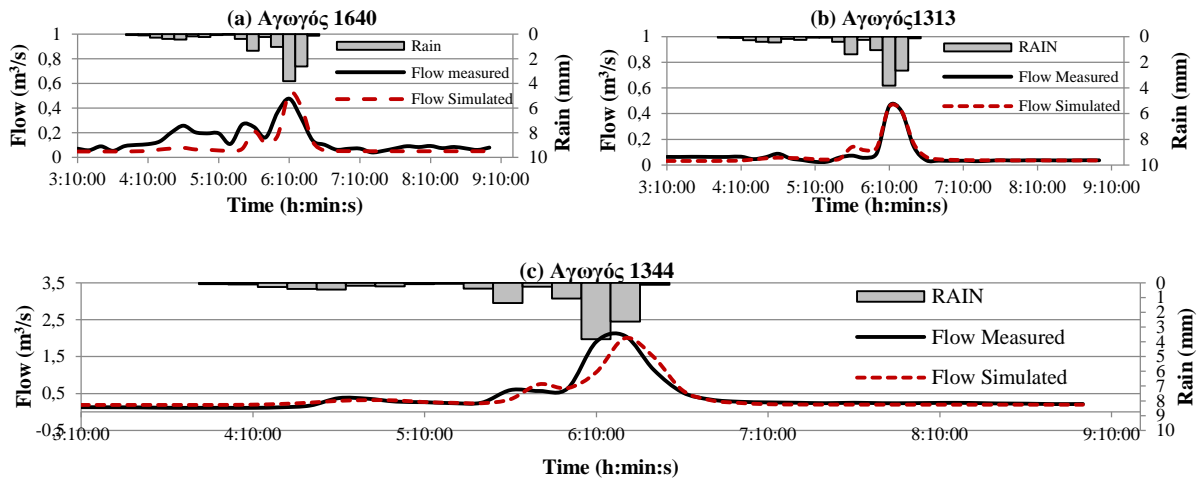 (a) Αγωγός 1640
Flow (m³/s)
1
0,8
0,6
0,4
0,2
0
Rain
Flow measured
Flow Simulated
0
2
4
6
8
10
Rain (mm)
3:10:00 4:10:00 5:10:00 6:10:00 7:10:00 8:10:00 9:10:00
Time (h:min:s)
(b) Αγωγός1313
Flow (m³/s)
1
0,8
0,6
0,4
0,2
0
RAIN
Flow Measured
Flow Simulated
0
2
4
6
8
10
Rain (mm)
3:10:00 4:10:00 5:10:00 6:10:00 7:10:00 8:10:00 9:10:00
Time (h:min:s)
(c) Αγωγός 1344
Flow (m³/s)
3,5
2,5
1,5
0,5
-0,5
RAIN
Flow Measured
Flow Simulated
0
1
2
3
4
5
6
7
8
9
10
Rain (mm)
3:10:00 4:10:00 5:10:00 6:10:00 7:10:00 8:10:00 9:10:00
Time (h:min:s)